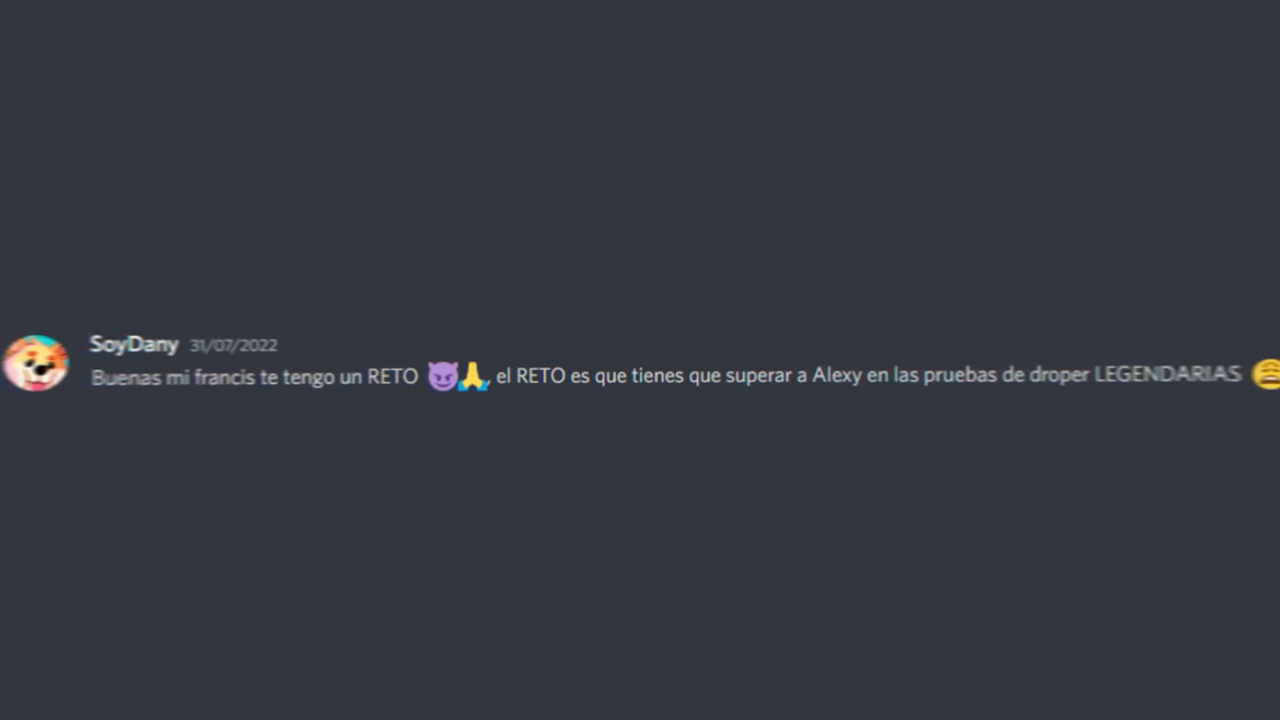 SoyDany 31/07/2022
Buenas mi francis te tengo un RETO 😈🙏, el RETO es que tienes que superar a Alexy en las pruebas de droper LEGENDARIAS 😩